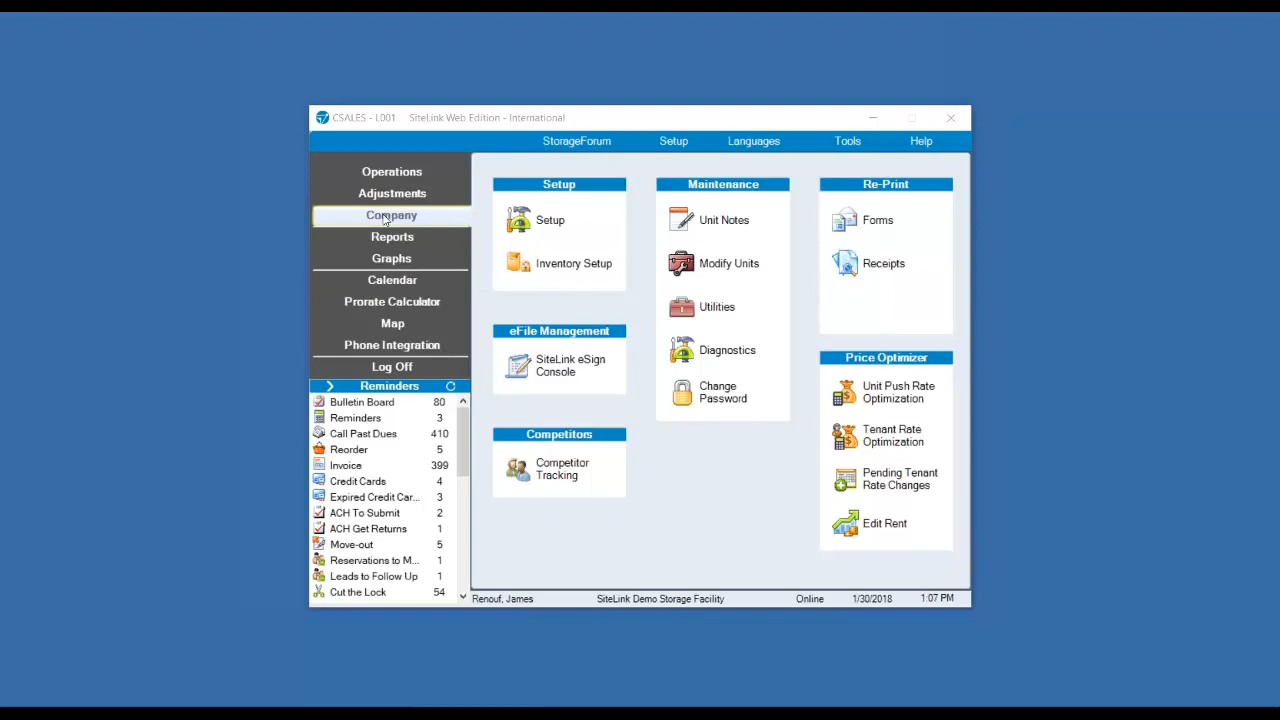 CSALES - L001 SiteLink Web Edition - International
StorageForum Setup Languages Tools Help
Operations
Adjustments
Company
Reports
Graphs
Calendar
Prorate Calculator
Map
Phone Integration
Log Off
Reminders
Bulletin Board 80
Reminders 3
Call Past Dues 410
Reorder 5
Invoice 399
Credit Cards 4
Expired Credit Car... 3
ACH To Submit 2
ACH Get Returns 1
Move-out 5
Reservations to M... 1
Leads to Follow Up 1
Cut the Lock 54
Setup
Setup
Inventory Setup
eFile Management
SiteLink eSign
Console
Competitors
Competitor
Tracking
Maintenance
Unit Notes
Modify Units
Utilities
Diagnostics
Change
Password
Re-Print
Forms
Receipts
Price Optimizer
Unit Push Rate
Optimization
Tenant Rate
Optimization
Pending Tenant
Rate Changes
Edit Rent
Renouf, James SiteLink Demo Storage Facility Online 1/30/2018 1:07 PM